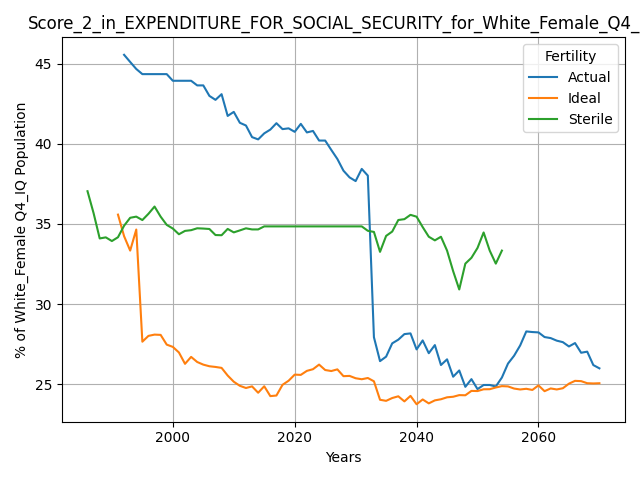 Score_2_in_EXPENDITURE_FOR_SOCIAL_SECURITY_for_White_Female_Q4_
Fertility
Actual
Ideal
Sterile
% of White_Female Q4_IQ Population
45
40
35
30
25
2000
2020
2040
2060
Years